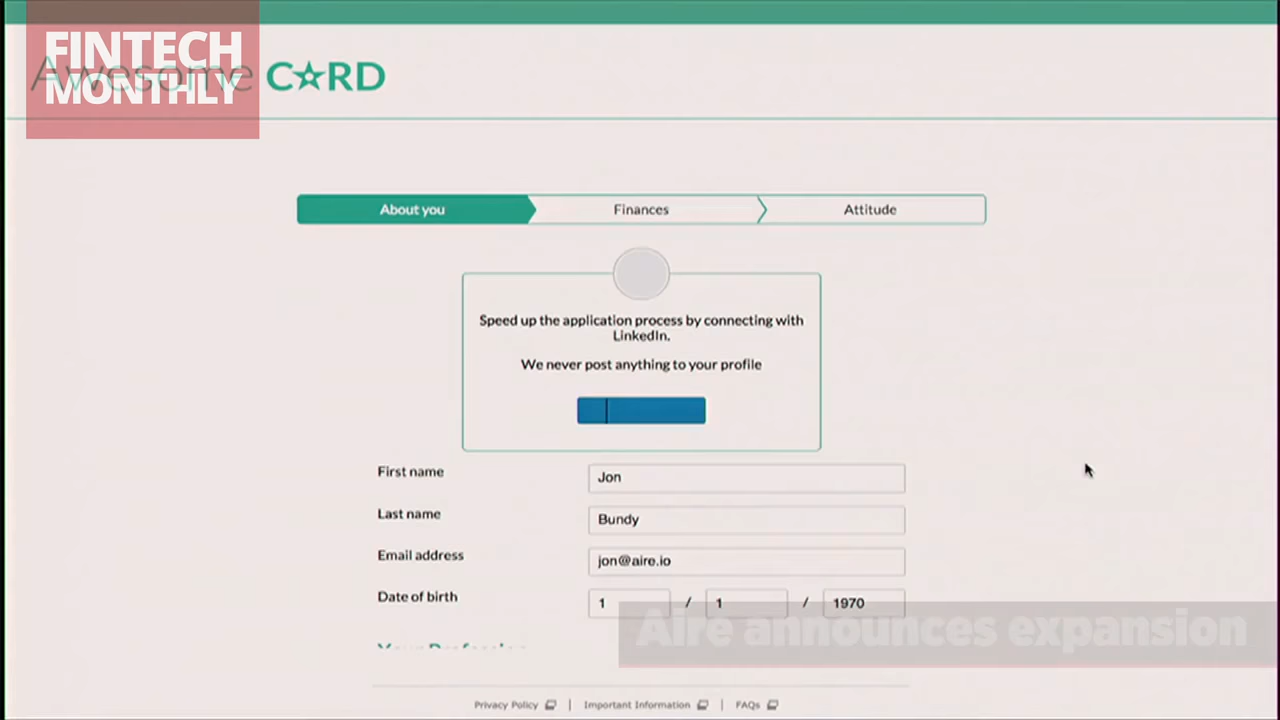 FINTECH
MONTHLY
Awesome C☆RD
About you
Finances
Attitude
Speed up the application process by connecting with
LinkedIn.
We never post anything to your profile
First name
Jon
Last name
Bundy
Email address
jon@aire.io
Date of birth
1 / 1 / 1970
Aire announces expansion
Privacy Policy | Important Information | FAQs